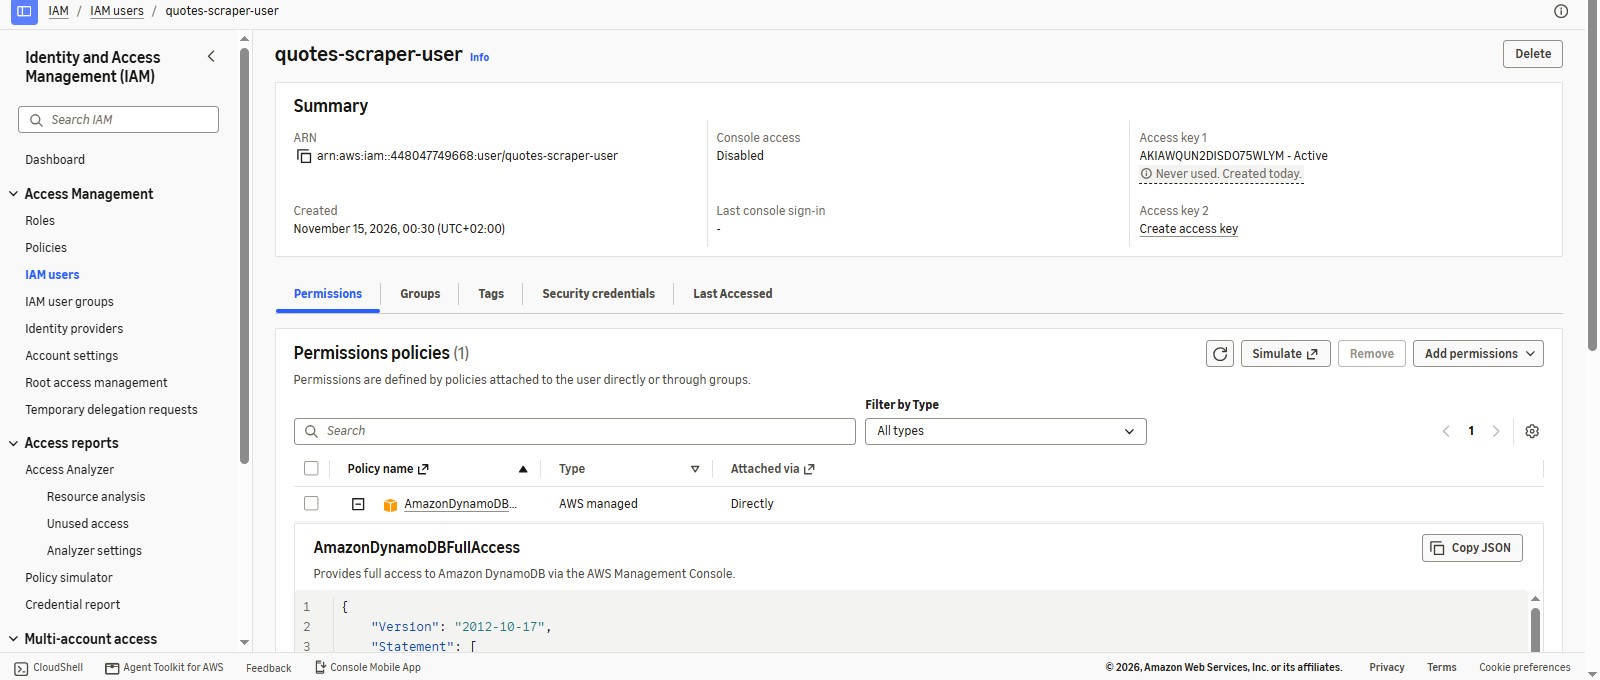 IAM / IAM users / quotes-scraper-user
Identity and Access
Management (IAM)
Search IAM
Dashboard
Access Management
Roles
Policies
IAM users
IAM user groups
Identity providers
Account settings
Root access management
Temporary delegation requests
Access reports
Access Analyzer
Resource analysis
Unused access
Analyzer settings
Policy simulator
Credential report
Multi-account access
quotes-scraper-user Info
Delete
Summary
ARN
arn:aws:iam::448047749668:user/quotes-scraper-user
Console access
Disabled
Access key 1
AKIAWQUN2DISDO75WLYM - Active
Never used. Created today.
Created
November 15, 2026, 00:30 (UTC+02:00)
Last console sign-in
-
Access key 2
Create access key
Permissions
Groups
Tags
Security credentials
Last Accessed
Permissions policies (1)
Simulate
Remove
Add permissions
Permissions are defined by policies attached to the user directly or through groups.
Filter by Type
Search
All types
1
Policy name
Type
Attached via
AmazonDynamoDB...
AWS managed
Directly
AmazonDynamoDBFullAccess
Copy JSON
Provides full access to Amazon DynamoDB via the AWS Management Console.
1 {
2 "Version": "2012-10-17",
3 "Statement": [
CloudShell
Agent Toolkit for AWS
Feedback
Console Mobile App
© 2026, Amazon Web Services, Inc. or its affiliates.
Privacy
Terms
Cookie preferences